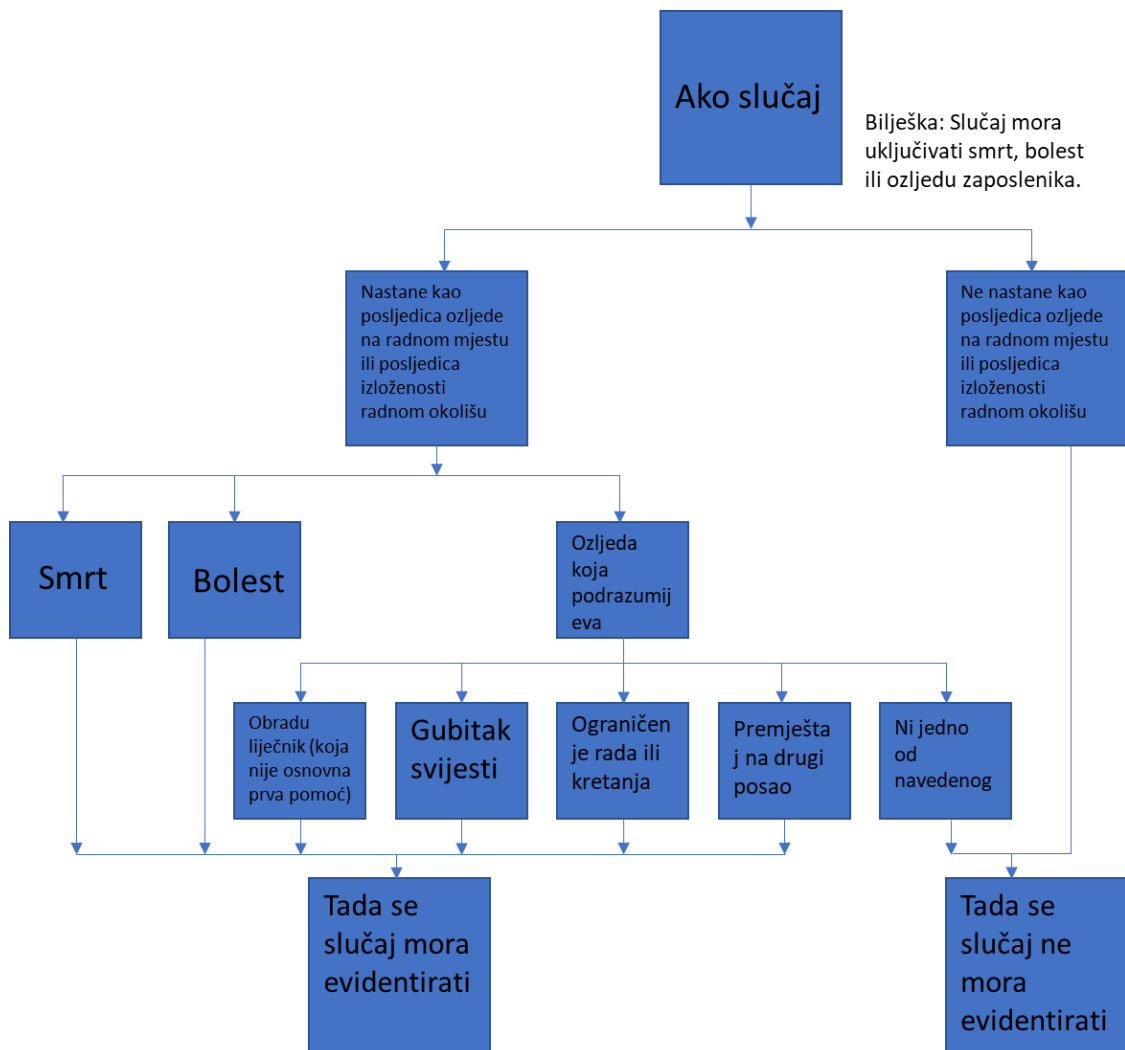 Ako slučaj
Bilješka: Slučaj mora
uključivati smrt, bolest
ili ozljedu zaposlenika.
Nastane kao
posljedica ozljede
na radnom mjestu
ili posljedica
izloženosti
radnom okolišu
Ne nastane kao
posljedica ozljede
na radnom mjestu
ili posljedica
izloženosti
radnom okolišu
Smrt
Bolest
Ozljeda
koja
podrazumij
eva
Obradu
liječnik (koja
nije osnovna
prva pomoć)
Gubitak
svijesti
Ograničen
je rada ili
kretanja
Premješta
j na drugi
posao
Ni jedno
od
navedenog
Tada se
slučaj mora
evidentirati
Tada se
slučaj ne
mora
evidentirati